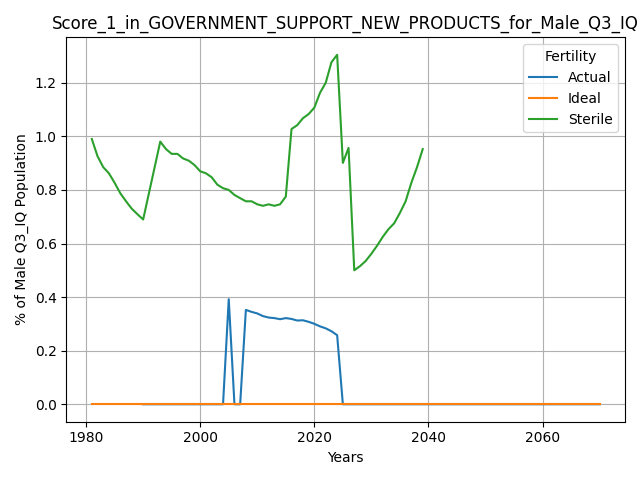 Score_1_in_GOVERNMENT_SUPPORT_NEW_PRODUCTS_for_Male_Q3_IQ
Fertility
Actual
Ideal
Sterile
% of Male Q3_IQ Population
1.2
1.0
0.8
0.6
0.4
0.2
0.0
1980 2000 2020 2040 2060
Years